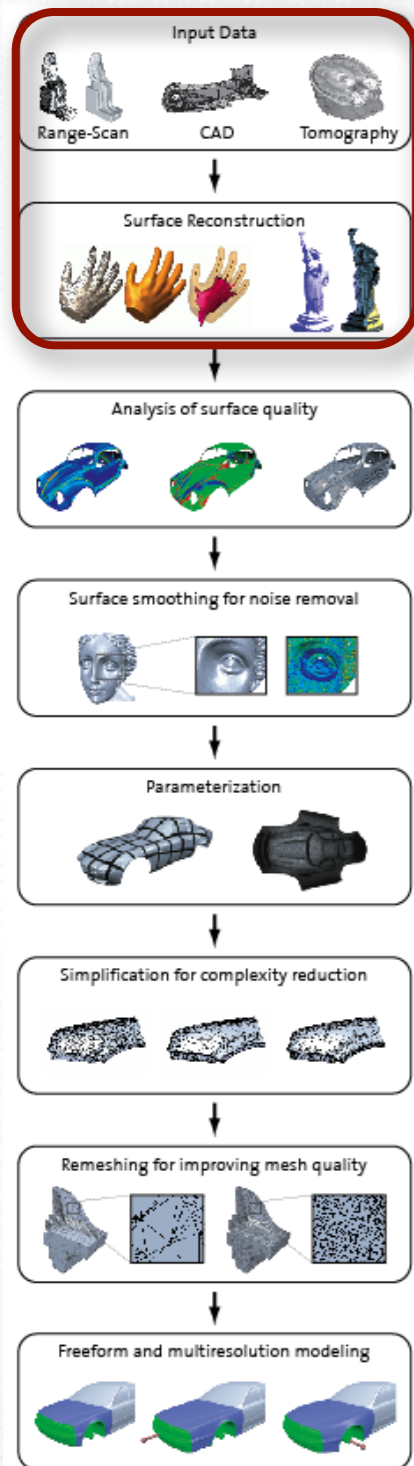 Input Data
Range-Scan CAD Tomography
Surface Reconstruction
Analysis of surface quality
Surface smoothing for noise removal
Parameterization
Simplification for complexity reduction
Remeshing for improving mesh quality
Freeform and multiresolution modeling